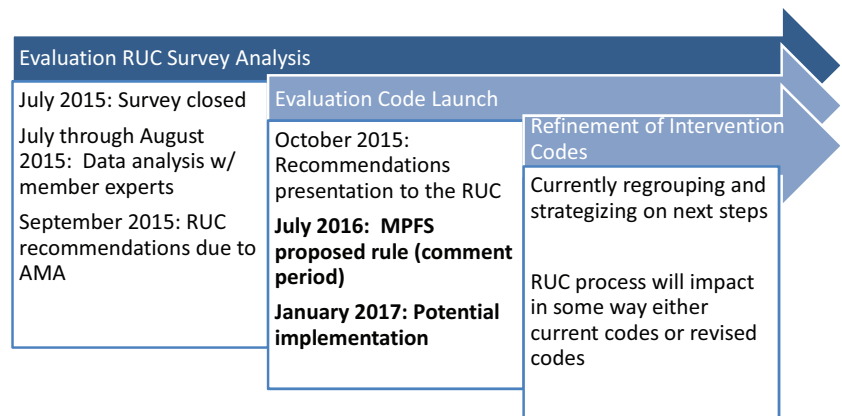 Evaluation RUC Survey Analysis
July 2015: Survey closed
July through August
2015:  Data analysis w/
member experts
September 2015: RUC
recommendations due to
AMA
Evaluation Code Launch
October 2015:
Recommendations
presentation to the RUC
July 2016:  MPFS
proposed rule (comment
period)
January 2017: Potential
implementation
Refinement of Intervention
Codes
Currently regrouping and
strategizing on next steps
RUC process will impact
in some way either
current codes or revised
codes